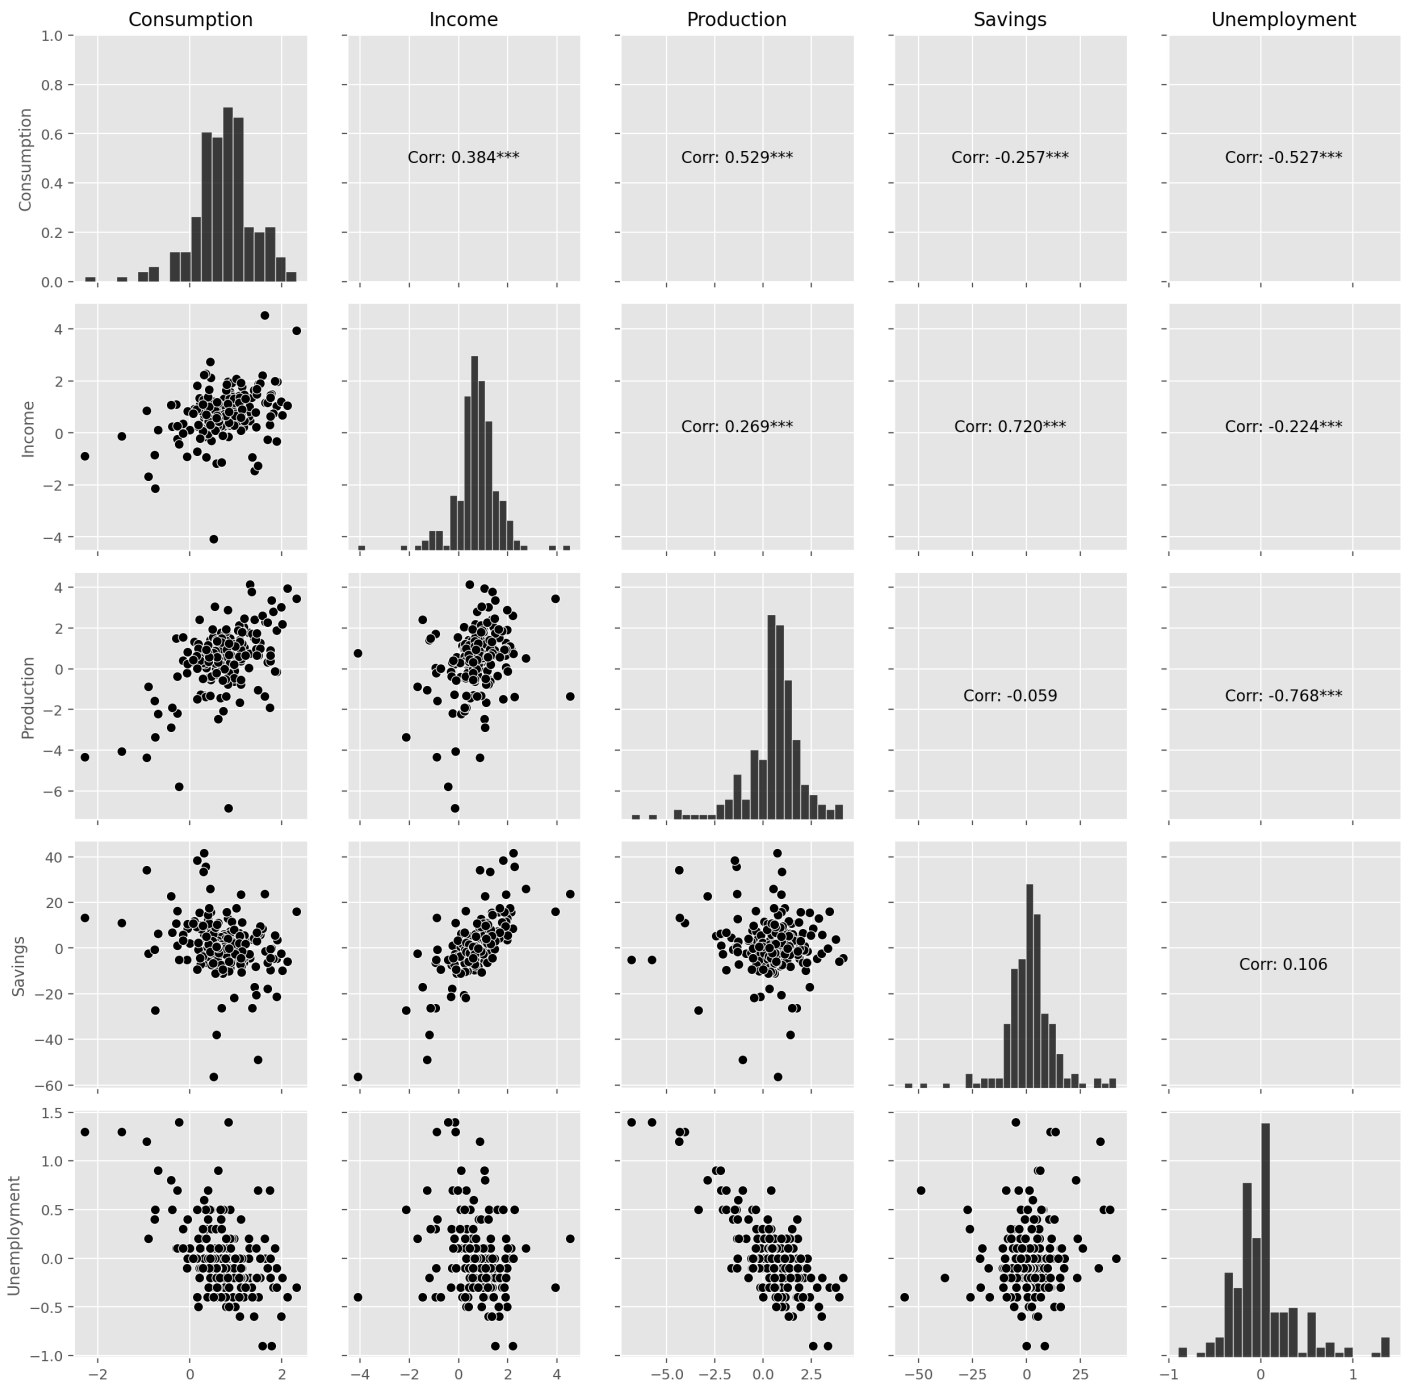 Consumption Income Production Savings Unemployment
1.0
0.8
0.6
0.4
0.2
0.0
Consumption
Corr: 0.384*** Corr: 0.529*** Corr: -0.257*** Corr: -0.527***
4
2
0
−2
−4
Income
Corr: 0.269*** Corr: 0.720*** Corr: -0.224***
4
2
0
−2
−4
−6
Production
Corr: -0.059 Corr: -0.768***
40
20
0
−20
−40
−60
Savings
Corr: 0.106
1.5
1.0
0.5
0.0
−0.5
−1.0
Unemployment
−2 0 2 −4 −2 0 2 4 −5.0 −2.5 0.0 2.5 −50 −25 0 25 −1 0 1